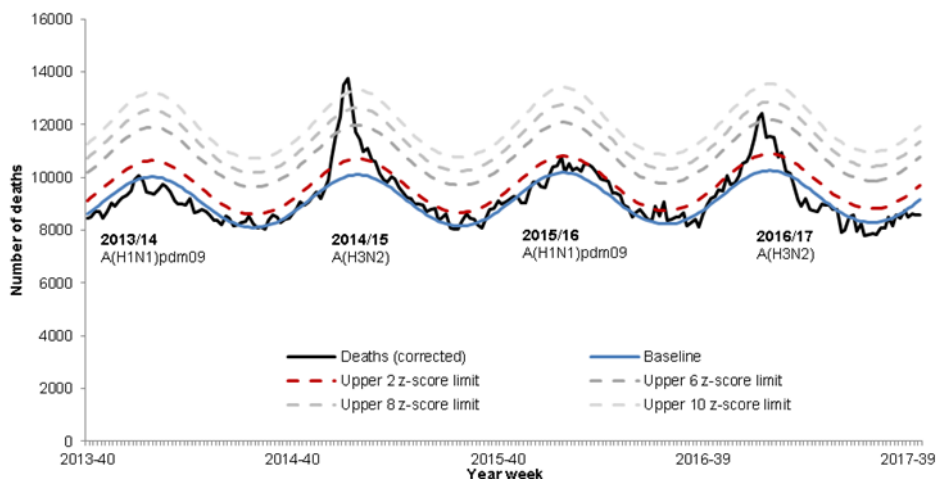 16000
14000
12000
10000
8000
6000
4000
2000
0
Number of deaths
2013/14
A(H1N1)pdm09
2014/15
A(H3N2)
2015/16
A(H1N1)pdm09
2016/17
A(H3N2)
Deaths (corrected)
Baseline
Upper 2 z-score limit
Upper 6 z-score limit
Upper 8 z-score limit
Upper 10 z-score limit
2013-40
2014-40
2015-40
2016-39
2017-39
Year week